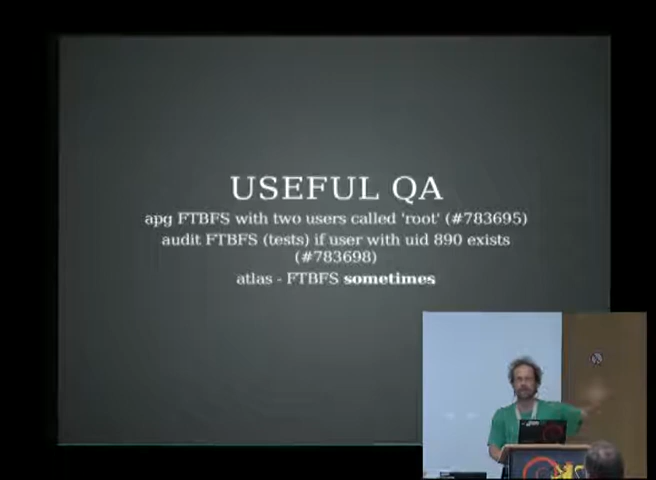 USEFUL QA
apg FTBFS with two users called 'root' (#783695)
audit FTBFS (tests) if user with uid 890 exists
(#783698)
atlas - FTBFS sometimes